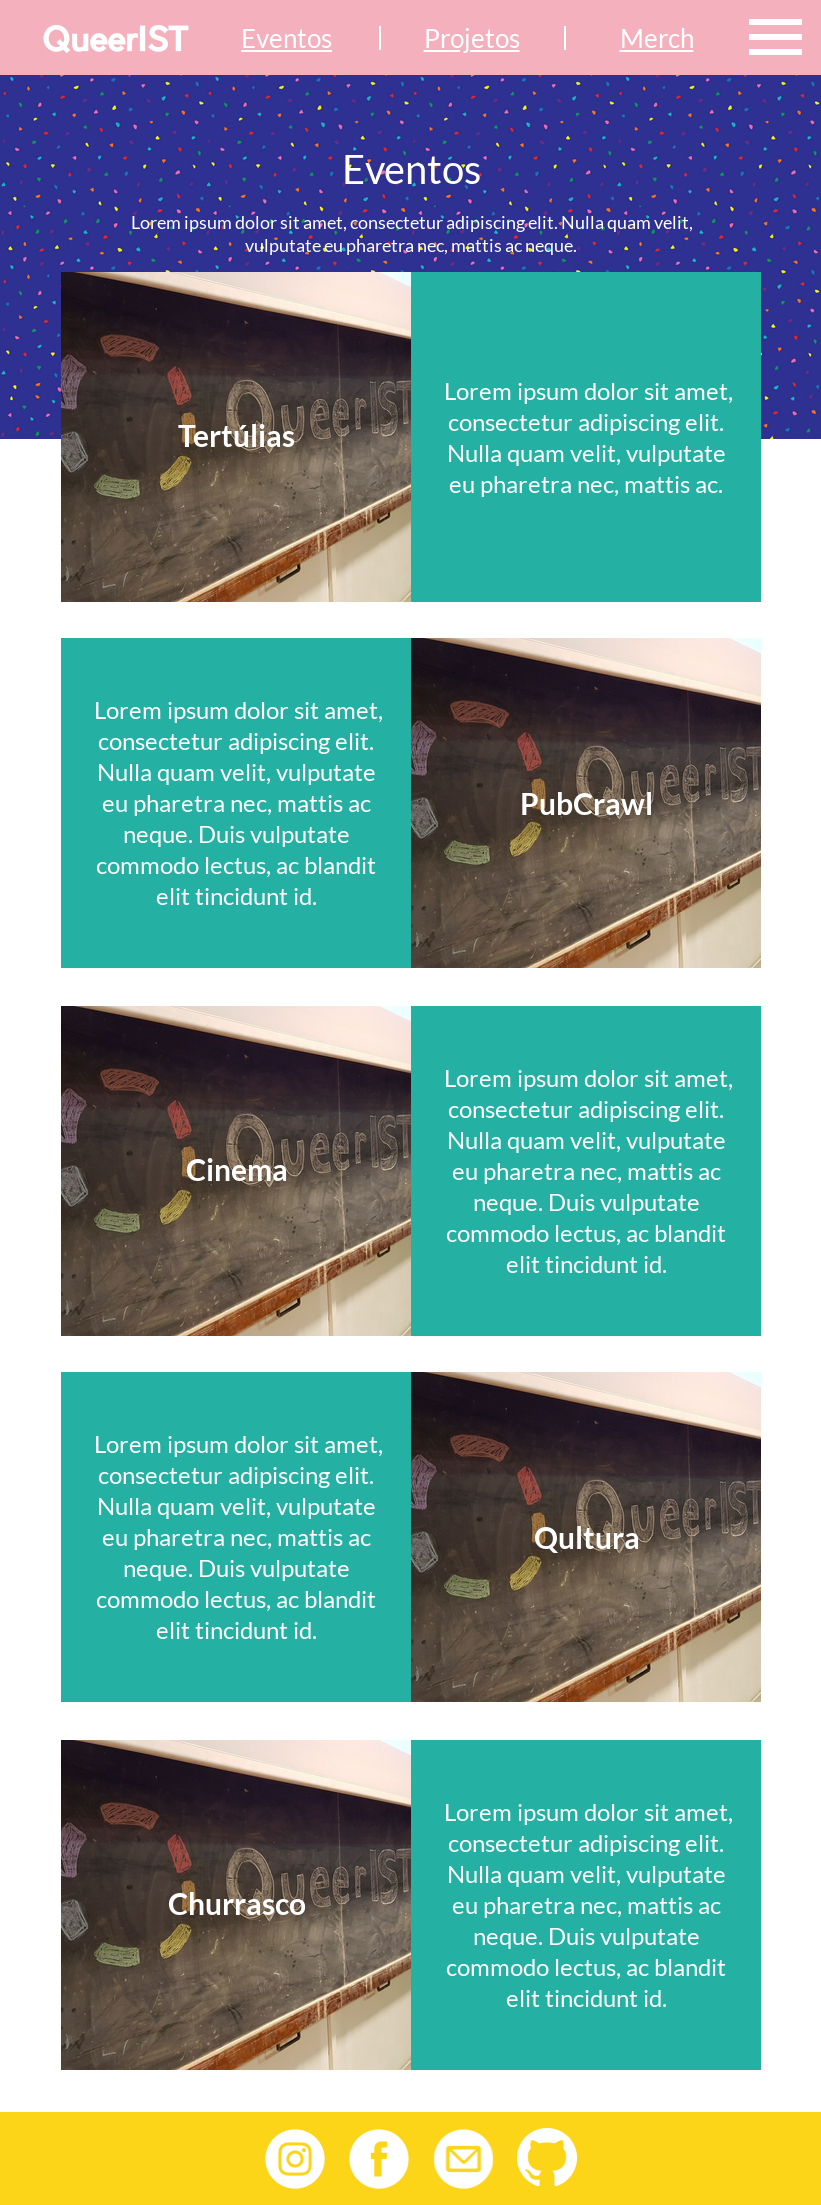 QueerIST Eventos | Projetos | Merch
Eventos
Lorem ipsum dolor sit amet, consectetur adipiscing elit. Nulla quam velit,
vulputate eu pharetra nec, mattis ac neque.
QueerIST
Tertúlias
Lorem ipsum dolor sit amet,
consectetur adipiscing elit.
Nulla quam velit, vulputate
eu pharetra nec, mattis ac.
Lorem ipsum dolor sit amet,
consectetur adipiscing elit.
Nulla quam velit, vulputate
eu pharetra nec, mattis ac
neque. Duis vulputate
commodo lectus, ac blandit
elit tincidunt id.
QueerIST
PubCrawl
QueerIST
Cinema
Lorem ipsum dolor sit amet,
consectetur adipiscing elit.
Nulla quam velit, vulputate
eu pharetra nec, mattis ac
neque. Duis vulputate
commodo lectus, ac blandit
elit tincidunt id.
Lorem ipsum dolor sit amet,
consectetur adipiscing elit.
Nulla quam velit, vulputate
eu pharetra nec, mattis ac
neque. Duis vulputate
commodo lectus, ac blandit
elit tincidunt id.
QueerIST
Qultura
QueerIST
Churrasco
Lorem ipsum dolor sit amet,
consectetur adipiscing elit.
Nulla quam velit, vulputate
eu pharetra nec, mattis ac
neque. Duis vulputate
commodo lectus, ac blandit
elit tincidunt id.